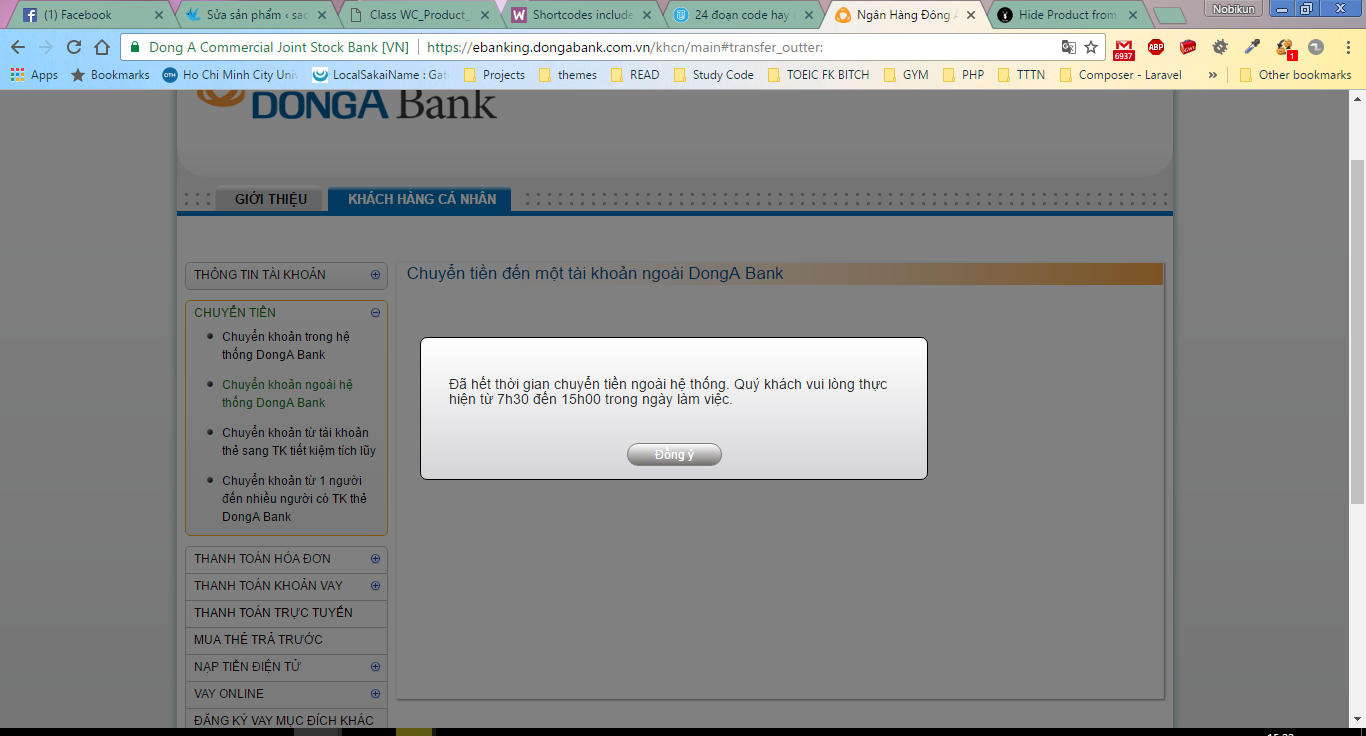 (1) Facebook
Sửa sản phẩm ‹ sac
Class WC_Product_
Shortcodes include
24 đoạn code hay
Ngân Hàng Đông
Hide Product from
Nobikun
Dong A Commercial Joint Stock Bank [VN]
https://ebanking.dongabank.com.vn/khcn/main#transfer_outter:
6937
ABP
1
Apps
Bookmarks
OTH
Ho Chi Minh City Univ
LocalSakaiName : Gat
Projects
themes
READ
Study Code
TOEIC FK BITCH
GYM
PHP
TTTN
Composer - Laravel
»
Other bookmarks
DONGA Bank
GIỚI THIỆU
KHÁCH HÀNG CÁ NHÂN
THÔNG TIN TÀI KHOẢN
CHUYỂN TIỀN
Chuyển khoản trong hệ
thống DongA Bank
Chuyển khoản ngoài hệ
thống DongA Bank
Chuyển khoản từ tài khoản
thẻ sang TK tiết kiệm tích lũy
Chuyển khoản từ 1 người
đến nhiều người có TK thẻ
DongA Bank
THANH TOÁN HÓA ĐƠN
THANH TOÁN KHOẢN VAY
THANH TOÁN TRỰC TUYẾN
MUA THẺ TRẢ TRƯỚC
NẠP TIỀN ĐIỆN TỬ
VAY ONLINE
ĐĂNG KÝ VAY MỤC ĐÍCH KHÁC
Chuyển tiền đến một tài khoản ngoài DongA Bank
Đã hết thời gian chuyển tiền ngoài hệ thống. Quý khách vui lòng thực
hiện từ 7h30 đến 15h00 trong ngày làm việc.
Đồng ý